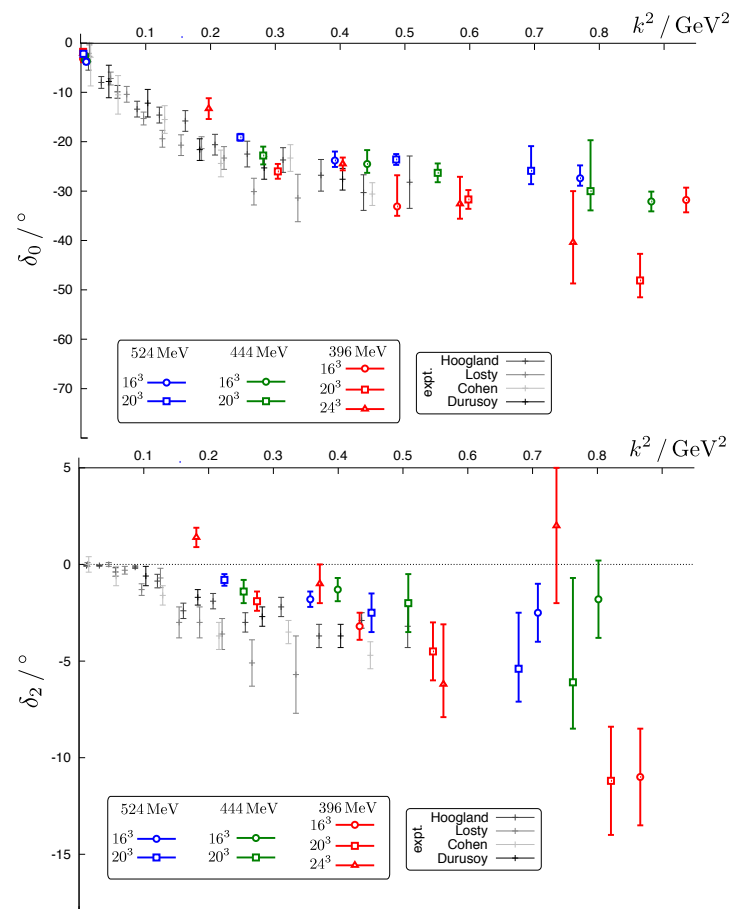 k² / GeV²
0 0.1 0.2 0.3 0.4 0.5 0.6 0.7 0.8
-10
-20
-30
-40
-50
-60
-70
δ₀ / °
524 MeV 444 MeV 396 MeV
16³ 16³ 16³
20³ 20³ 20³
24³
expt.
Hoogland
Losty
Cohen
Durusoy
k² / GeV²
5 0.1 0.2 0.3 0.4 0.5 0.6 0.7 0.8
0
-5
-10
-15
δ₂ / °
524 MeV 444 MeV 396 MeV
16³ 16³ 16³
20³ 20³ 20³
24³
expt.
Hoogland
Losty
Cohen
Durusoy